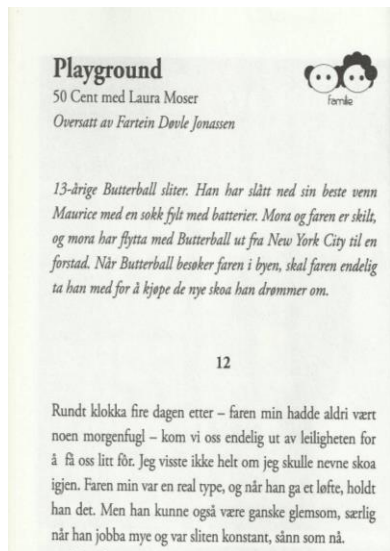 Playground
50 Cent med Laura Moser
Oversatt av Fartein Døvle Jonassen
familie
13-årige Butterball sliter. Han har slått ned sin beste venn
Maurice med en sokk fylt med batterier. Mora og faren er skilt,
og mora har flytta med Butterball ut fra New York City til en
forstad. Når Butterball besøker faren i byen, skal faren endelig
ta han med for å kjøpe de nye skoa han drømmer om.
12
Rundt klokka fire dagen etter – faren min hadde aldri vært
noen morgenfugl – kom vi oss endelig ut av leiligheten for
å få oss litt fôr. Jeg visste ikke helt om jeg skulle nevne skoa
igjen. Faren min var en real type, og når han ga et løfte, holdt
han det. Men han kunne også være ganske glemsom, særlig
når han jobba mye og var sliten konstant, sånn som nå.